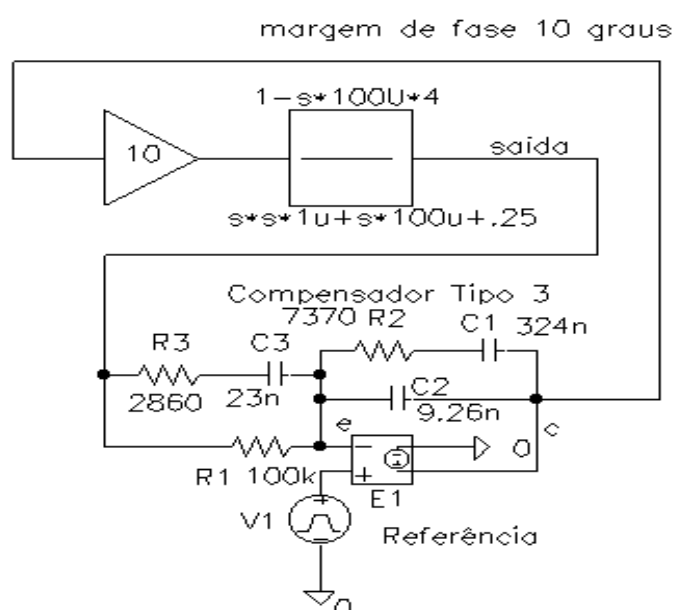 margem de fase 10 graus
1-s*100U*4
10
saída
s*s*1u+s*100u+.25
Compensador Tipo 3
7370 R2
C1 324n
R3
C3
2860
23n
C2
9.26n
e
c
R1 100k
0
E1
V1
Referência
0